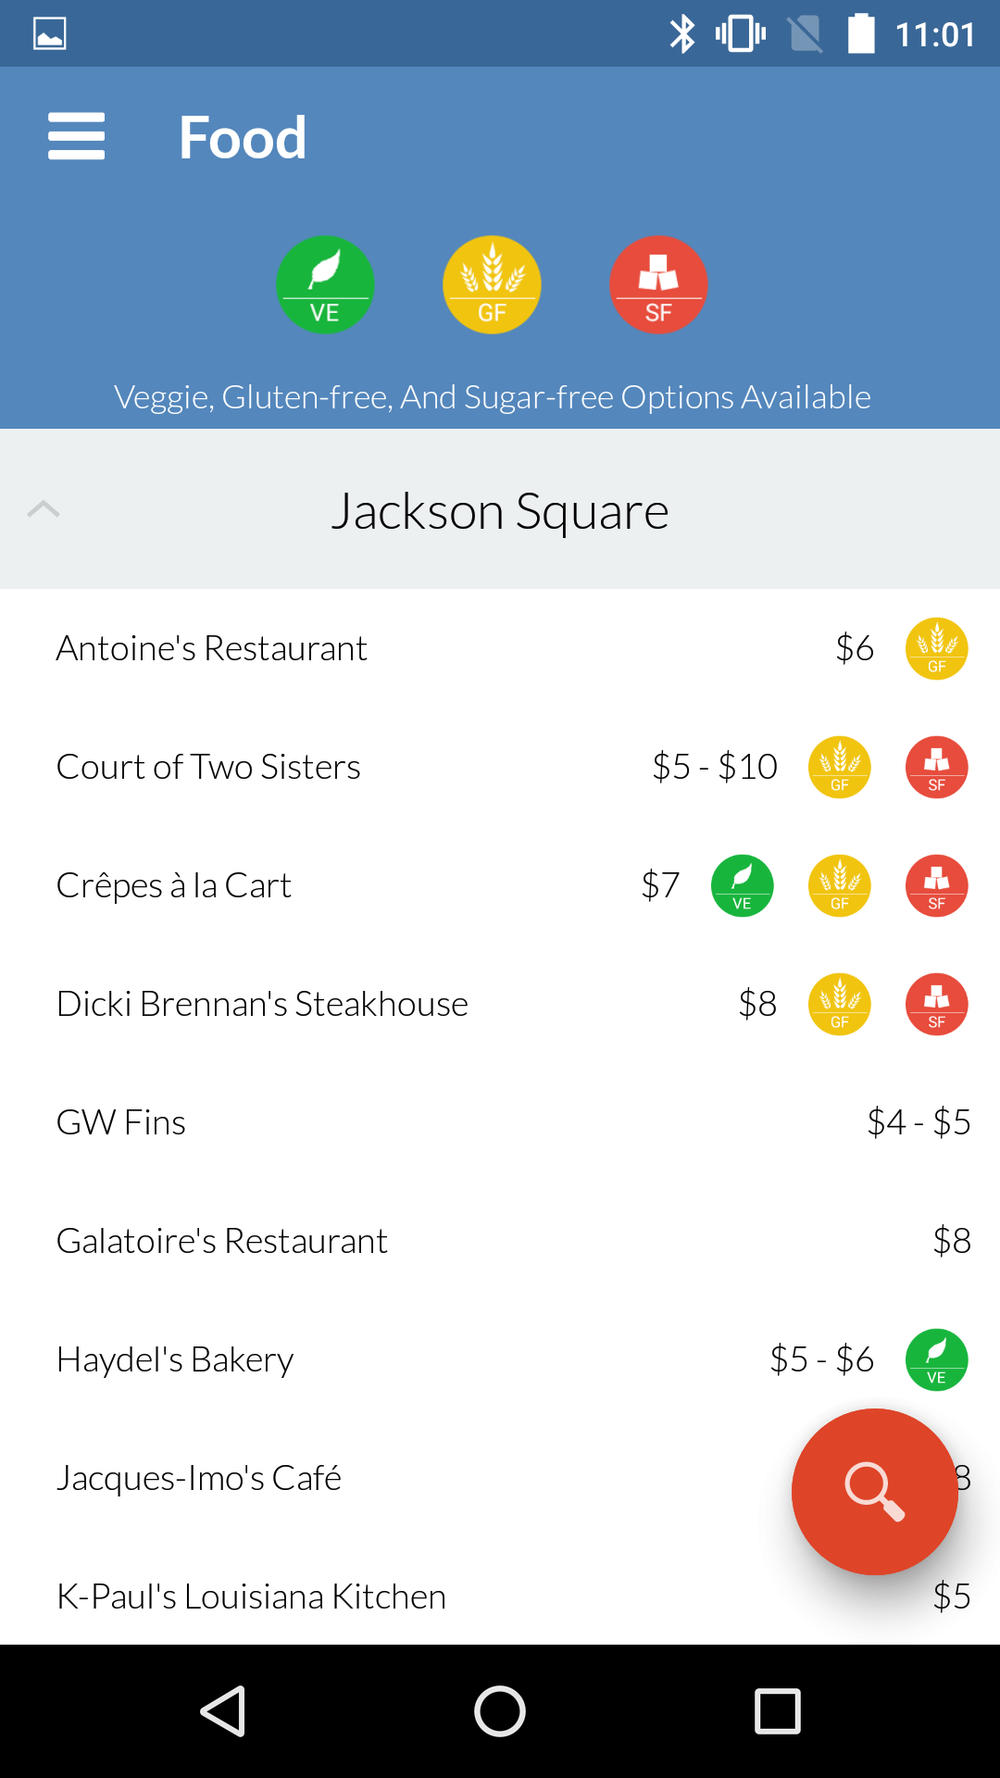 11:01
Food
VE GF SF
Veggie, Gluten-free, And Sugar-free Options Available
Jackson Square
Antoine's Restaurant $6 GF
Court of Two Sisters $5 - $10 GF SF
Crêpes à la Cart $7 VE GF SF
Dicki Brennan's Steakhouse $8 GF SF
GW Fins $4 - $5
Galatoire's Restaurant $8
Haydel's Bakery $5 - $6 VE
Jacques-Imo's Café
K-Paul's Louisiana Kitchen $5